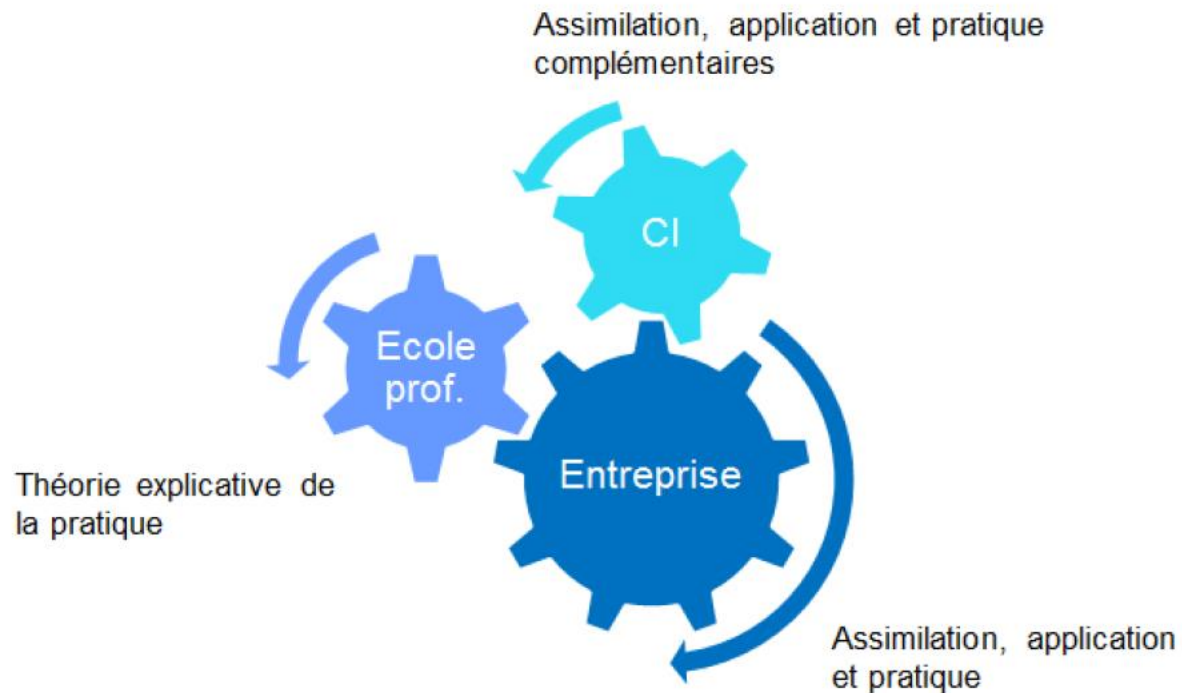 Assimilation, application et pratique
complémentaires
CI
Ecole
prof.
Entreprise
Théorie explicative de
la pratique
Assimilation, application
et pratique